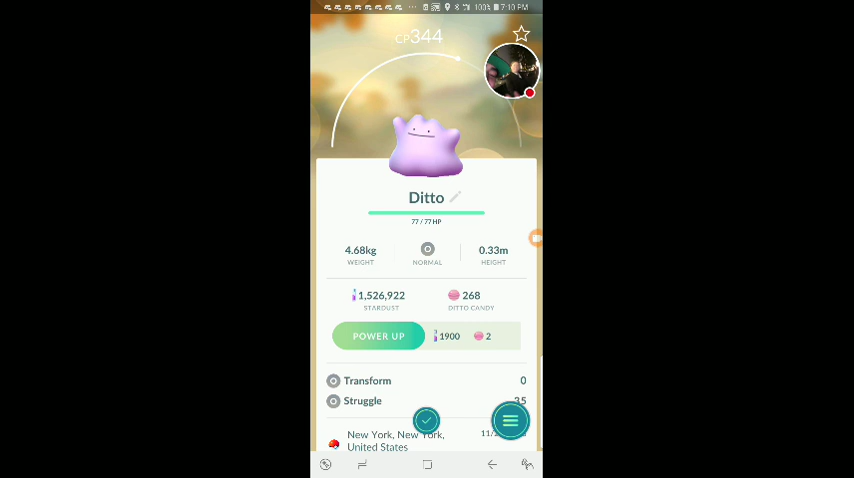 100% 7:10 PM
CP344
Ditto
77 / 77 HP
4.68kg
WEIGHT
NORMAL
0.33m
HEIGHT
1,526,922
STARDUST
268
DITTO CANDY
POWER UP 1900 2
Transform 0
Struggle 35
New York, New York, 11/
United States